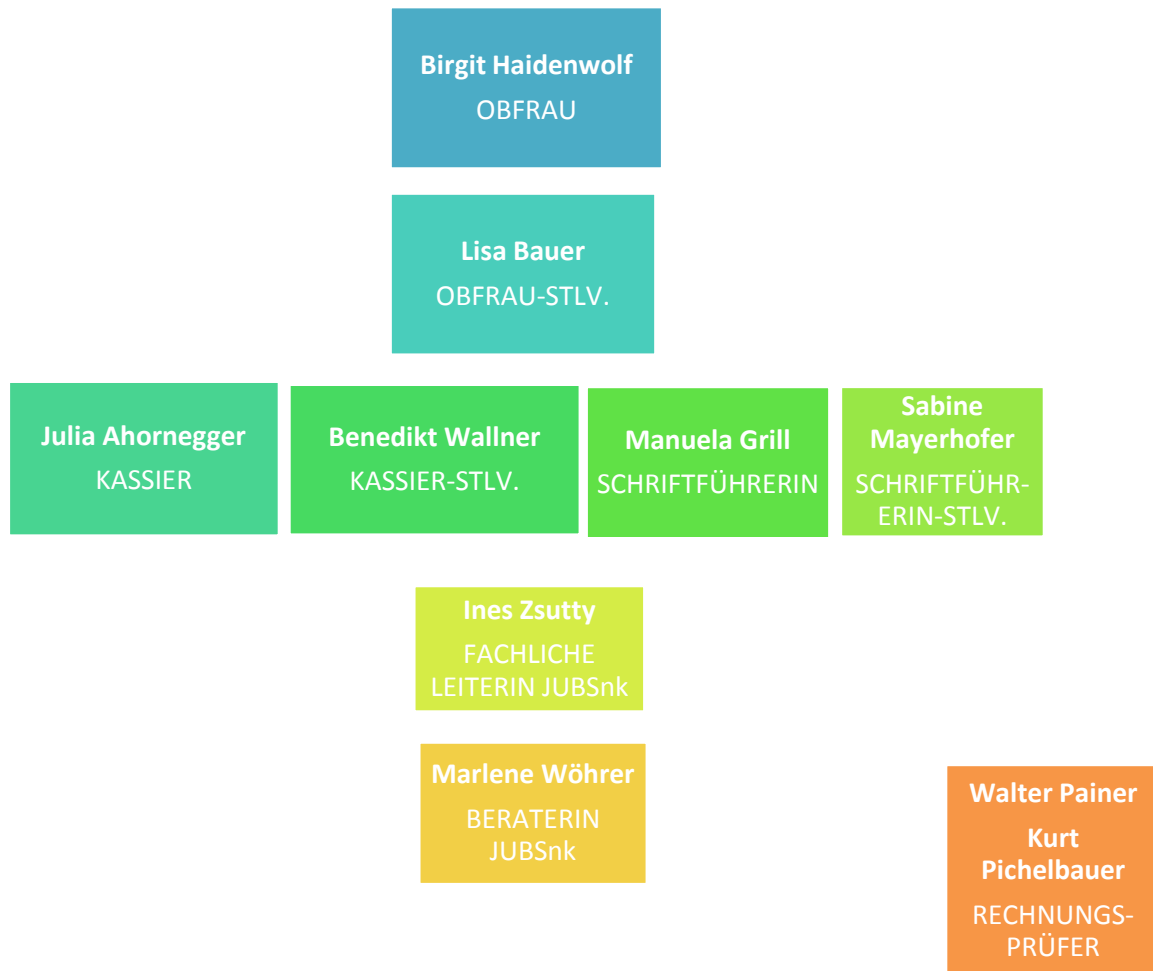 Birgit Haidenwolf
OBFRAU
Lisa Bauer
OBFRAU-STLV.
Julia Ahornegger
KASSIER
Benedikt Wallner
KASSIER-STLV.
Manuela Grill
SCHRIFTFÜHRERIN
Sabine
Mayerhofer
SCHRIFTFÜHR-
ERIN-STLV.
Ines Zsutty
FACHLICHE
LEITERIN JUBSnk
Marlene Wöhrer
BERATERIN
JUBSnk
Walter Painer
Kurt
Pichelbauer
RECHNUNGS-
PRÜFER